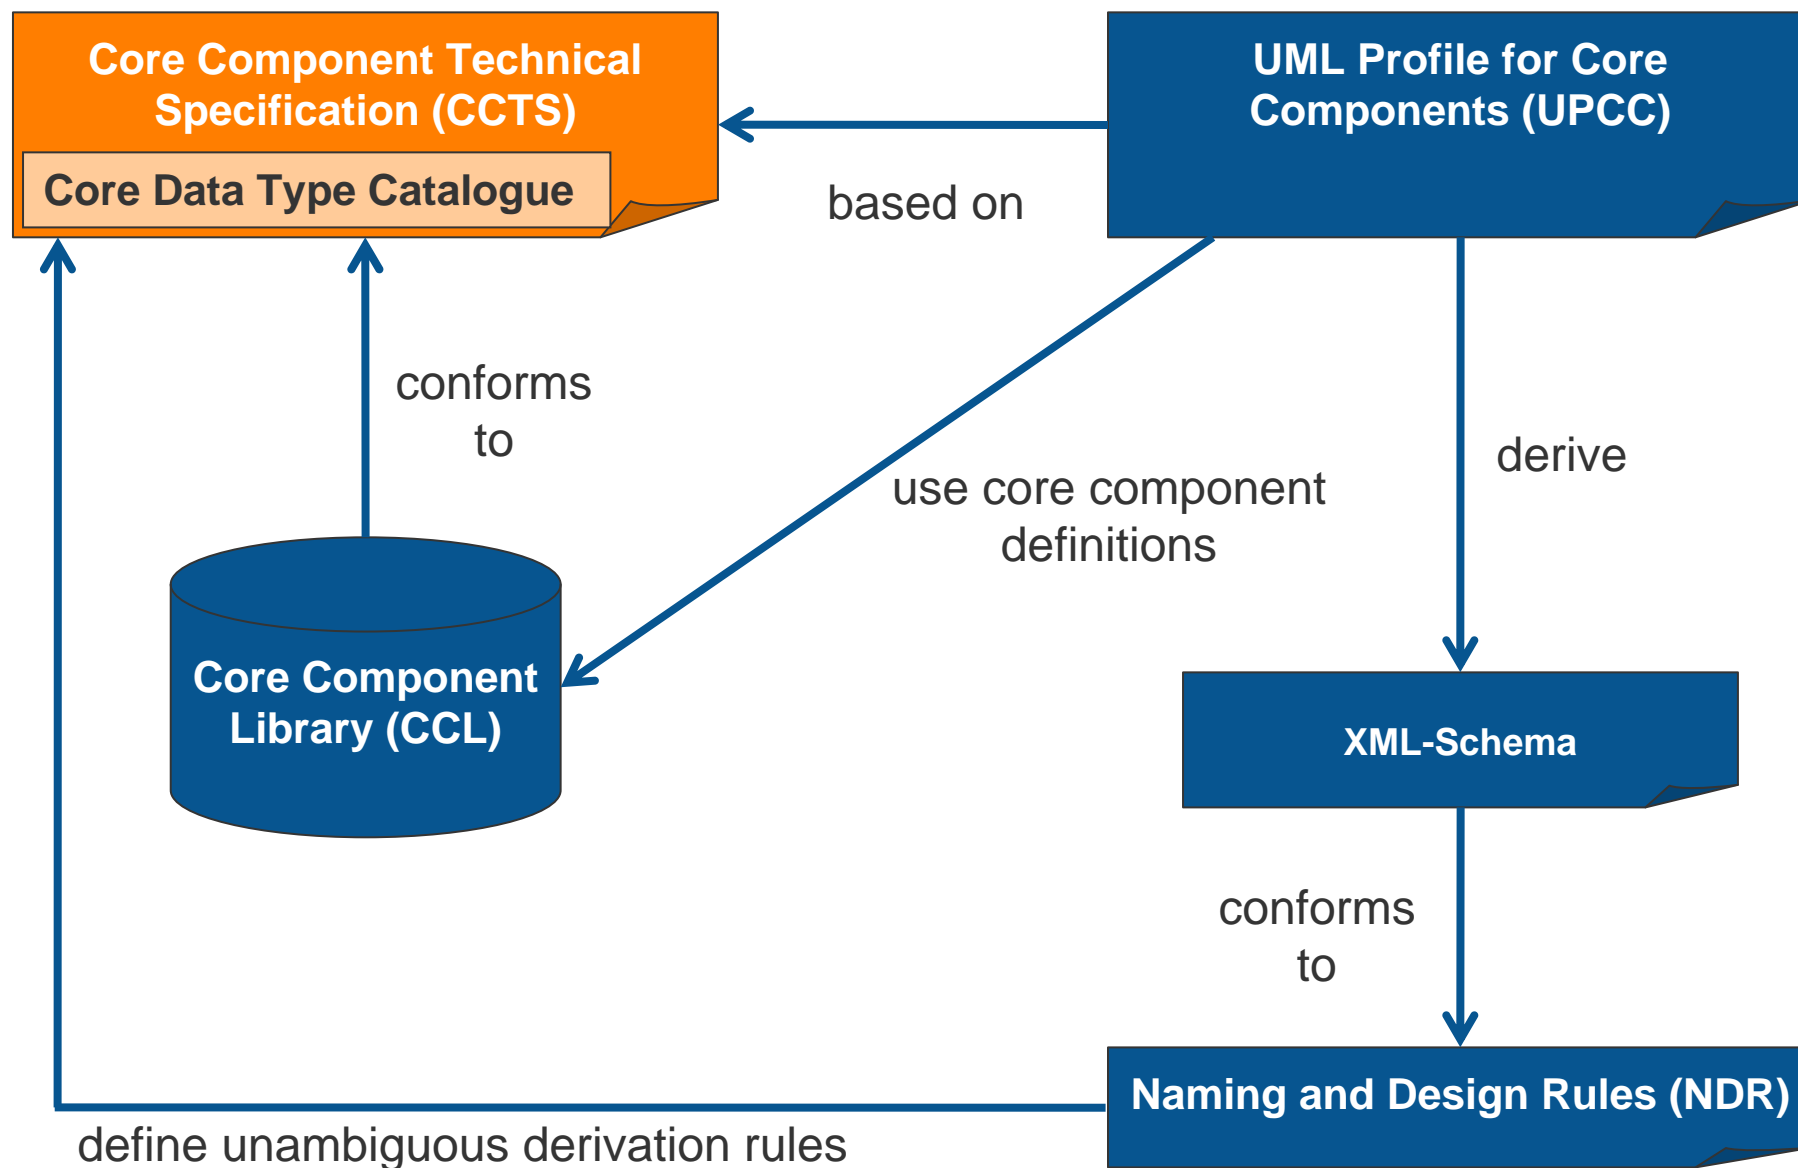 Core Component Technical
Specification (CCTS)
Core Data Type Catalogue
UML Profile for Core
Components (UPCC)
based on
conforms
to
use core component
definitions
derive
Core Component
Library (CCL)
XML-Schema
conforms
to
Naming and Design Rules (NDR)
define unambiguous derivation rules